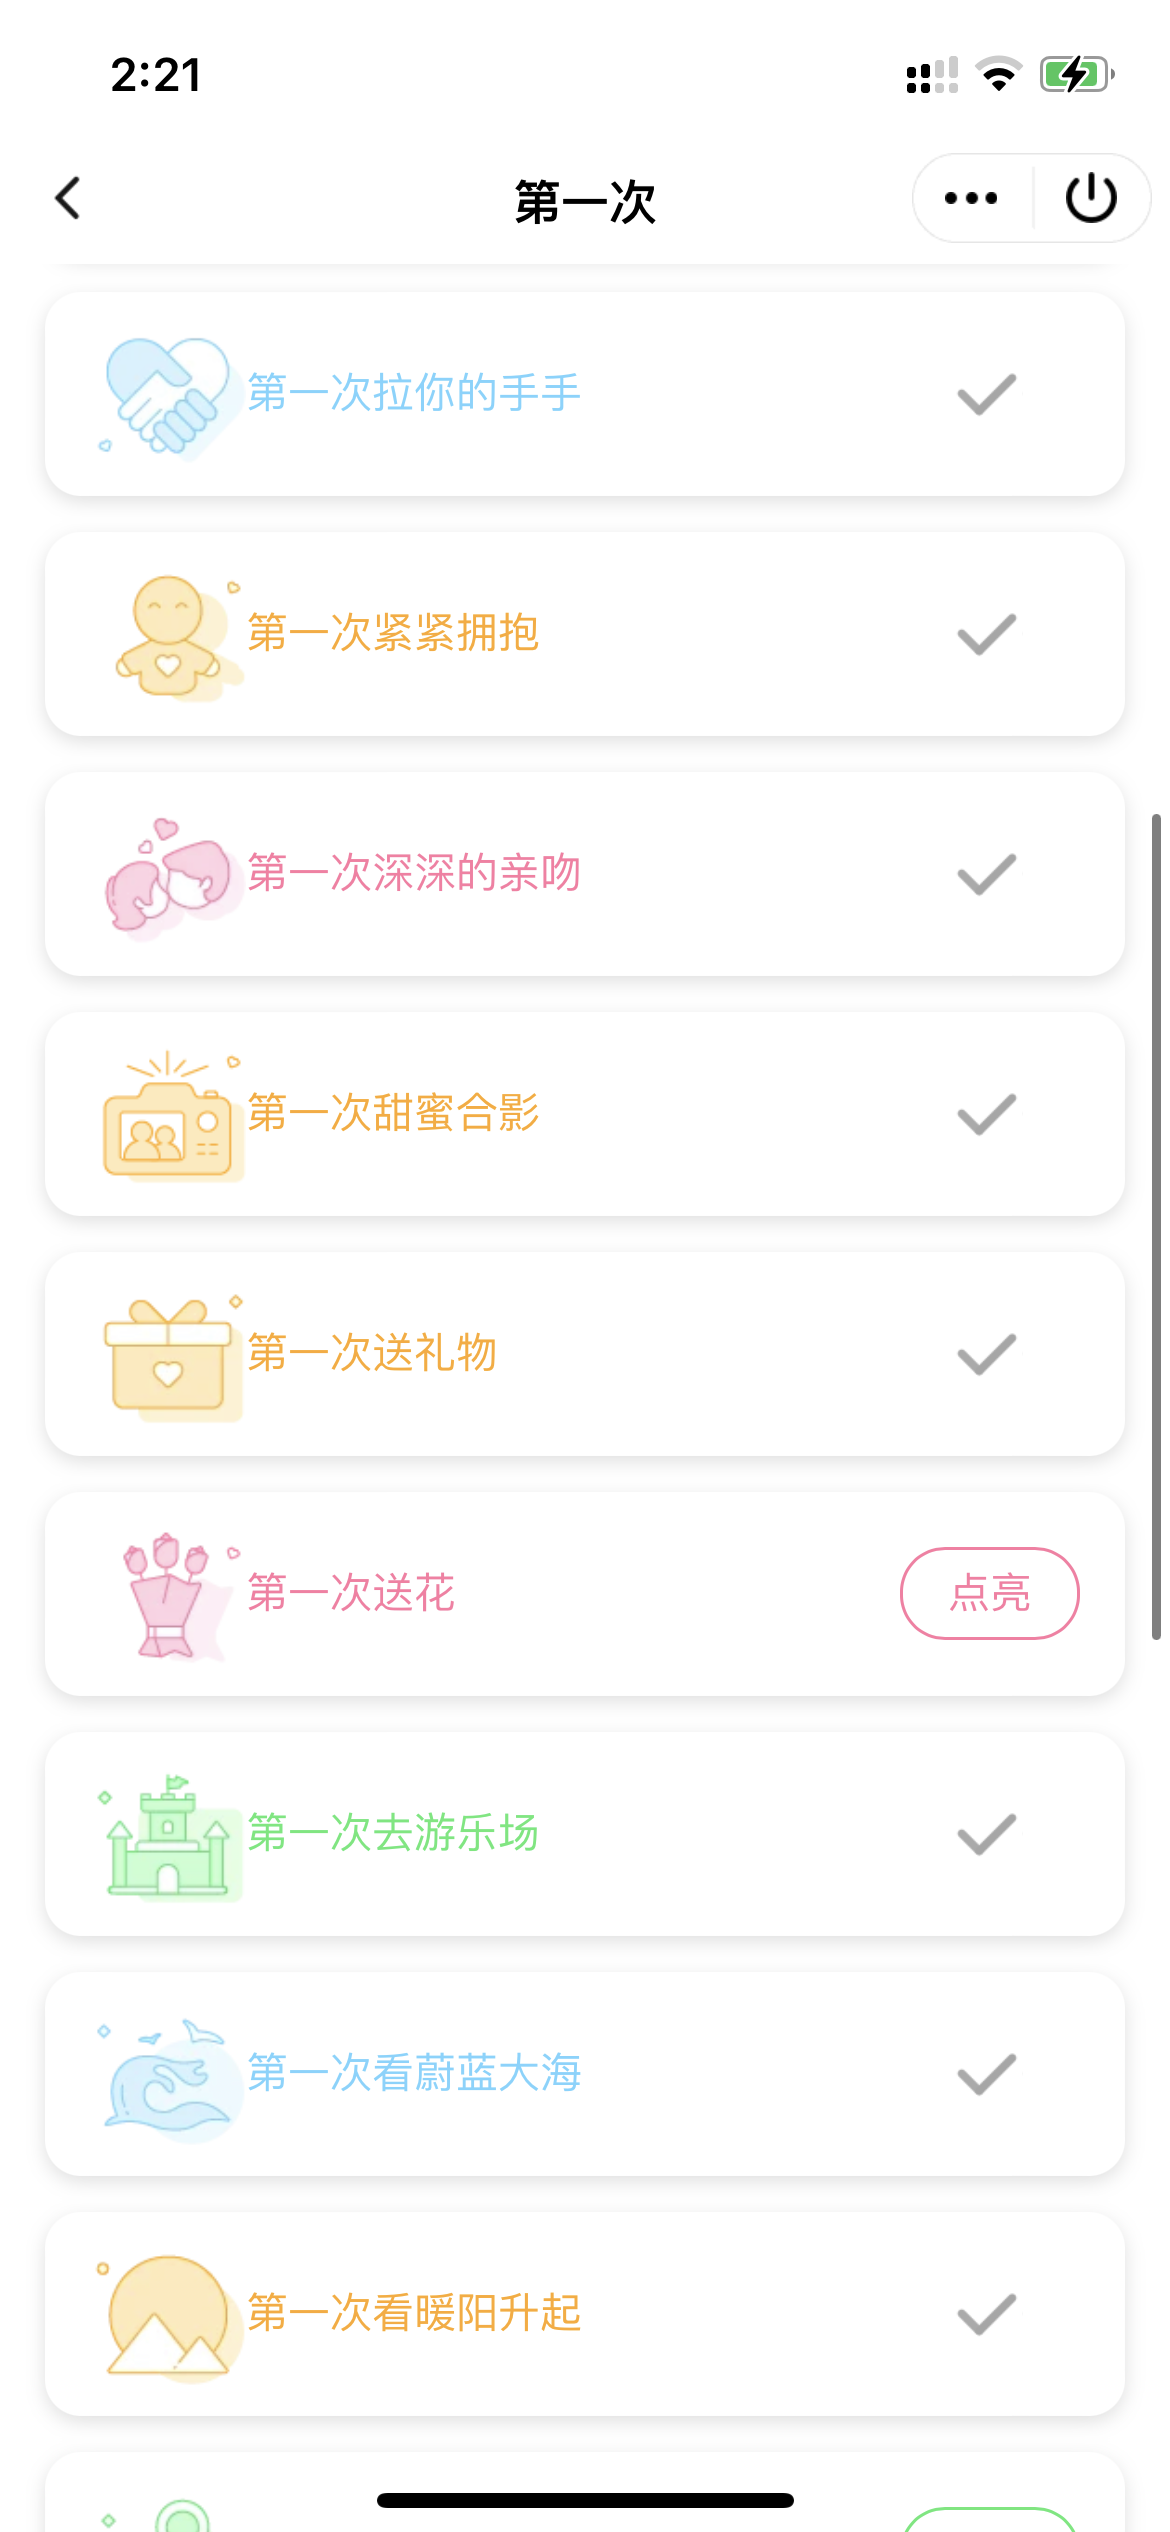 2:21
第一次
第一次拉你的手手
第一次紧紧拥抱
第一次深深的亲吻
第一次甜蜜合影
第一次送礼物
第一次送花
点亮
第一次去游乐场
第一次看蔚蓝大海
第一次看暖阳升起